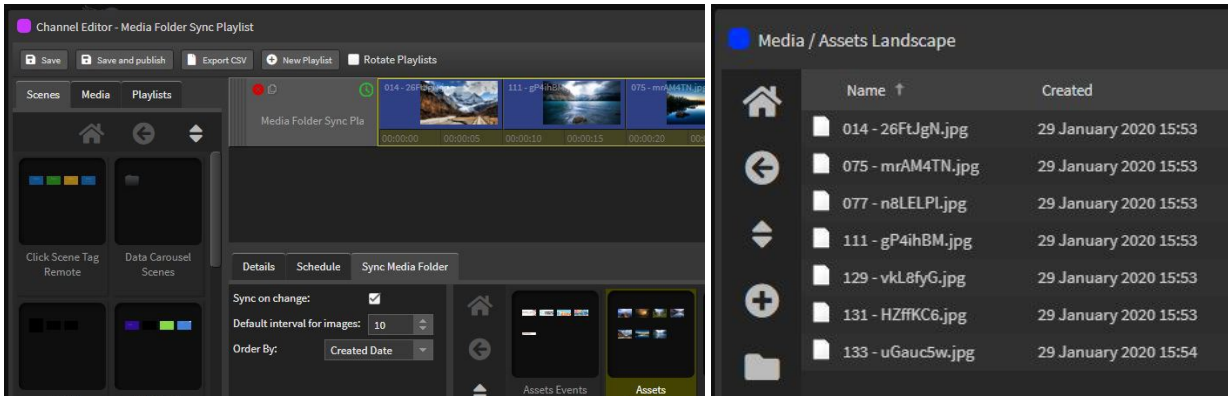 Channel Editor - Media Folder Sync Playlist
Save Save and publish Export CSV New Playlist Rotate Playlists
Scenes Media Playlists
014 - 26FtJgN.jpg 111 - gP4ihBM 075 - mrAM4TN.jpg
Media Folder Sync Pla
00:00:00 00:00:05 00:00:10 00:00:15 00:00:20 00:
Click Scene Tag
Remote
Data Carousel
Scenes
Details Schedule Sync Media Folder
Sync on change:
Default interval for images: 10
Order By: Created Date
Assets Events Assets
Media / Assets Landscape
Name ↑ Created
014 - 26FtJgN.jpg 29 January 2020 15:53
075 - mrAM4TN.jpg 29 January 2020 15:53
077 - n8LELPl.jpg 29 January 2020 15:53
111 - gP4ihBM.jpg 29 January 2020 15:53
129 - vkL8fyG.jpg 29 January 2020 15:53
131 - HZffKC6.jpg 29 January 2020 15:53
133 - uGauc5w.jpg 29 January 2020 15:54